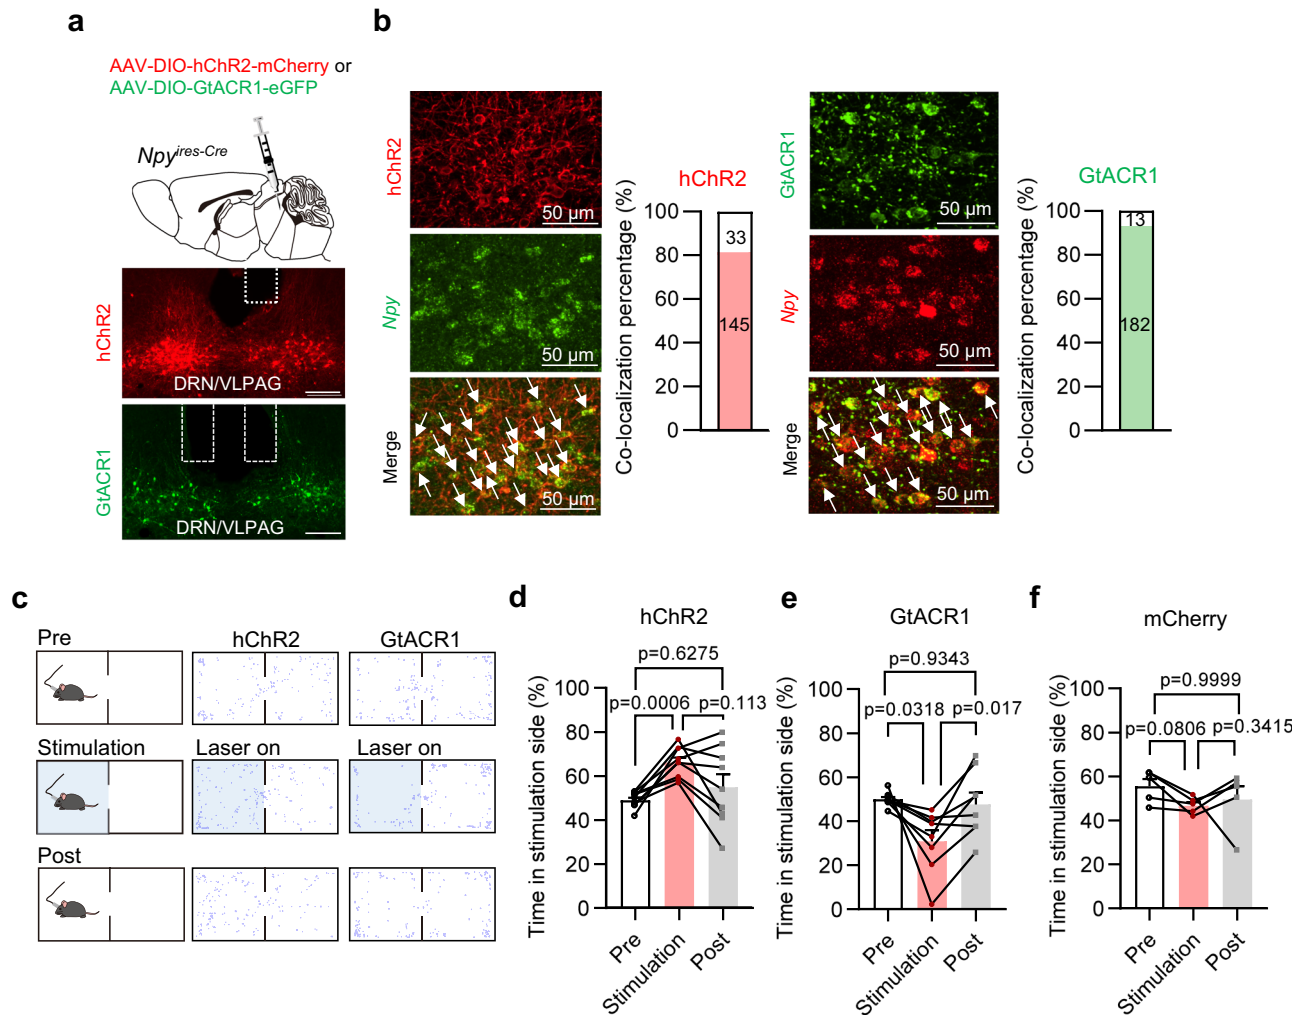 a
AAV-DIO-hChR2-mCherry or
AAV-DIO-GtACR1-eGFP
Npy^ires-Cre
hChR2
DRN/VLPAG
GtACR1
DRN/VLPAG
b
hChR2
50 µm
Npy
50 µm
Merge
50 µm
hChR2
Co-localization percentage (%)
100
80
60
40
20
0
33
145
GtACR1
50 µm
Npy
50 µm
Merge
50 µm
GtACR1
Co-localization percentage (%)
100
80
60
40
20
0
13
182
c
Pre
hChR2
GtACR1
Stimulation
Laser on
Laser on
Post
d
hChR2
p=0.6275
p=0.0006
p=0.113
Time in stimulation side (%)
100
80
60
40
20
0
Pre
Stimulation
Post
e
GtACR1
p=0.9343
p=0.0318
p=0.017
Time in stimulation side (%)
100
80
60
40
20
0
Pre
Stimulation
Post
f
mCherry
p=0.9999
p=0.0806
p=0.3415
Time in stimulation side (%)
100
80
60
40
20
0
Pre
Stimulation
Post